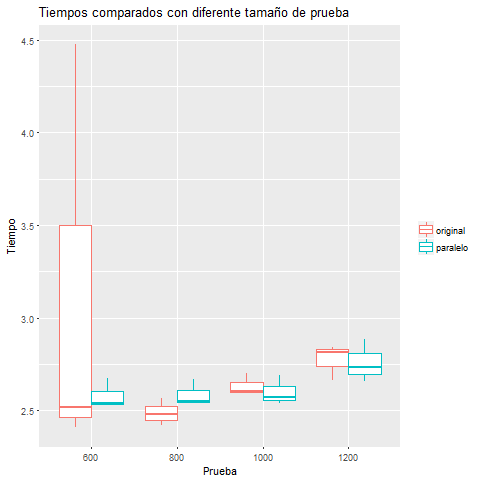 Tiempos comparados con diferente tamaño de prueba
4.5
4.0
3.5
3.0
2.5
Tiempo
600 800 1000 1200
Prueba
original
paralelo